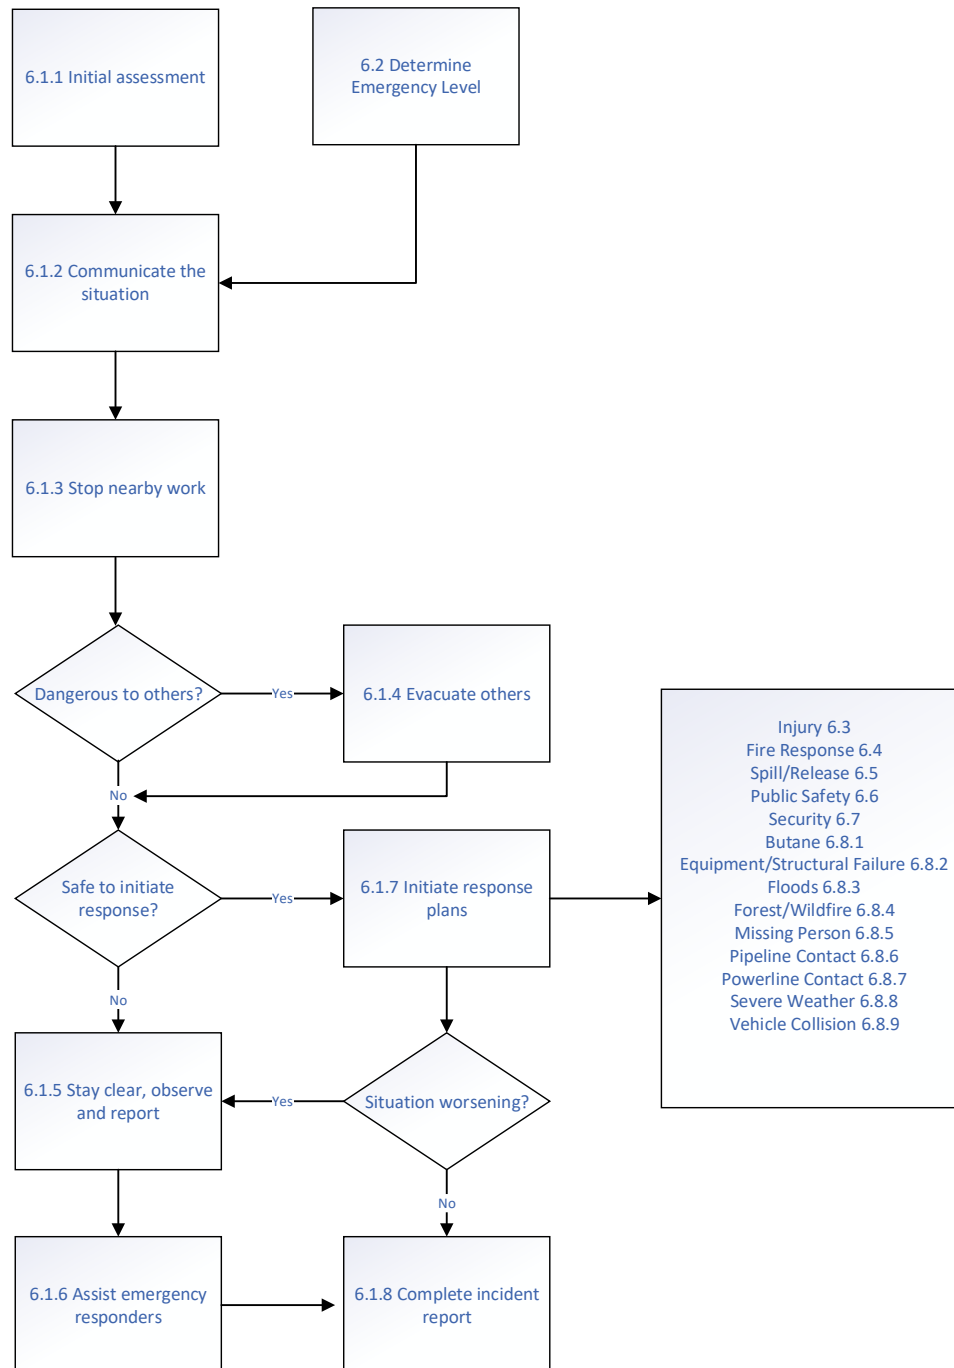 6.1.1 Initial assessment
6.2 Determine
Emergency Level
6.1.2 Communicate the
situation
6.1.3 Stop nearby work
Dangerous to others?
Yes
6.1.4 Evacuate others
No
Safe to initiate
response?
Yes
6.1.7 Initiate response
plans
Injury 6.3
Fire Response 6.4
Spill/Release 6.5
Public Safety 6.6
Security 6.7
Butane 6.8.1
Equipment/Structural Failure 6.8.2
Floods 6.8.3
Forest/Wildfire 6.8.4
Missing Person 6.8.5
Pipeline Contact 6.8.6
Powerline Contact 6.8.7
Severe Weather 6.8.8
Vehicle Collision 6.8.9
No
6.1.5 Stay clear, observe
and report
Yes
Situation worsening?
No
6.1.6 Assist emergency
responders
6.1.8 Complete incident
report